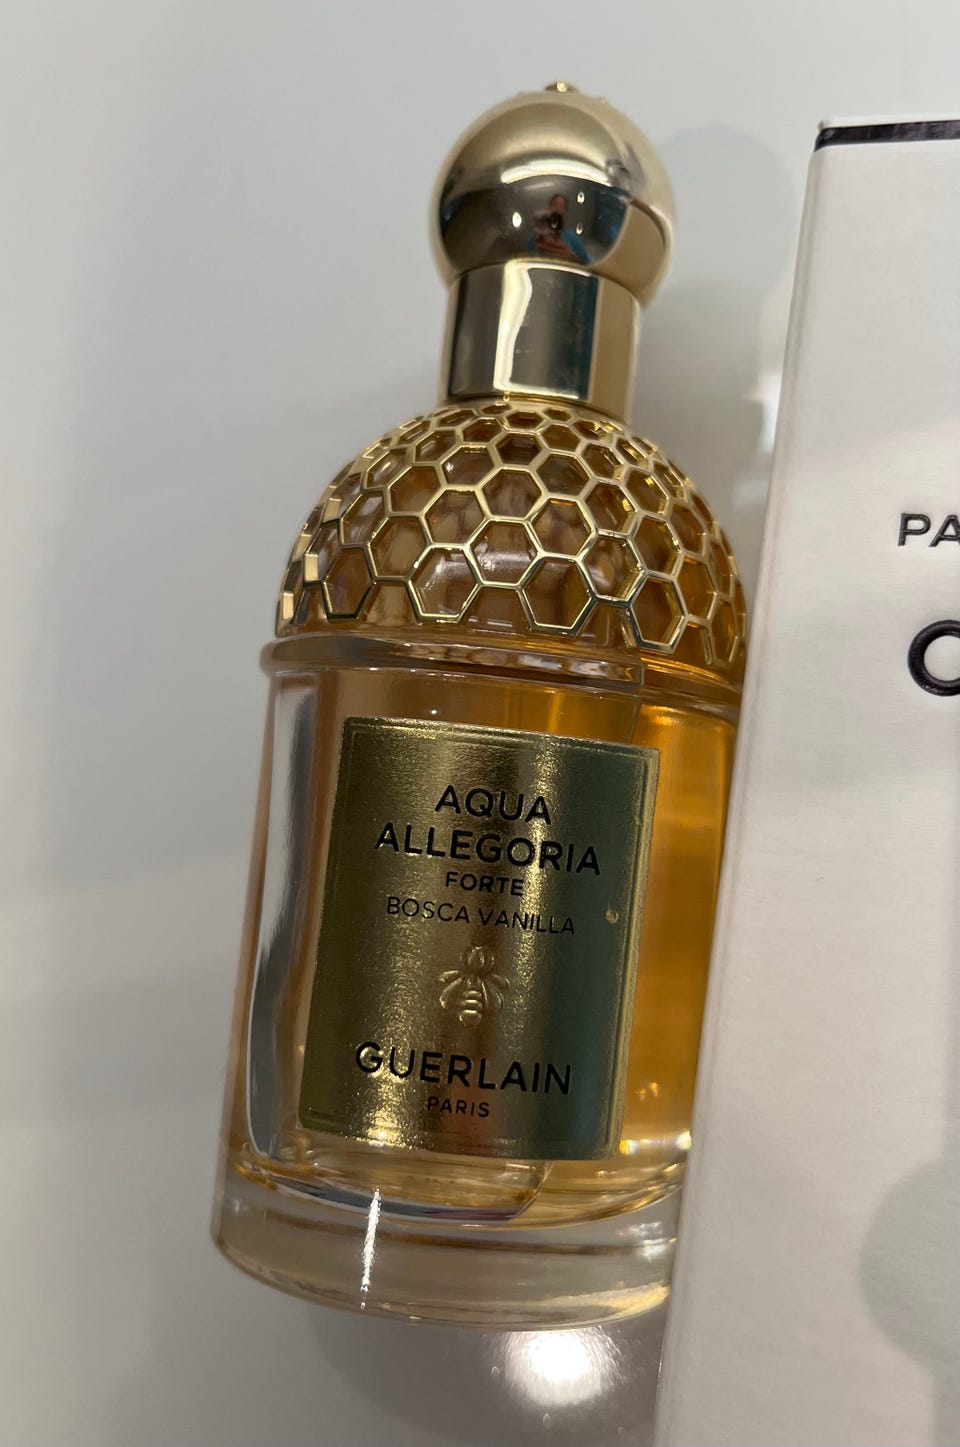 AQUA
ALLEGORIA
FORTE
BOSCA VANILLA
GUERLAIN
PARIS
PA